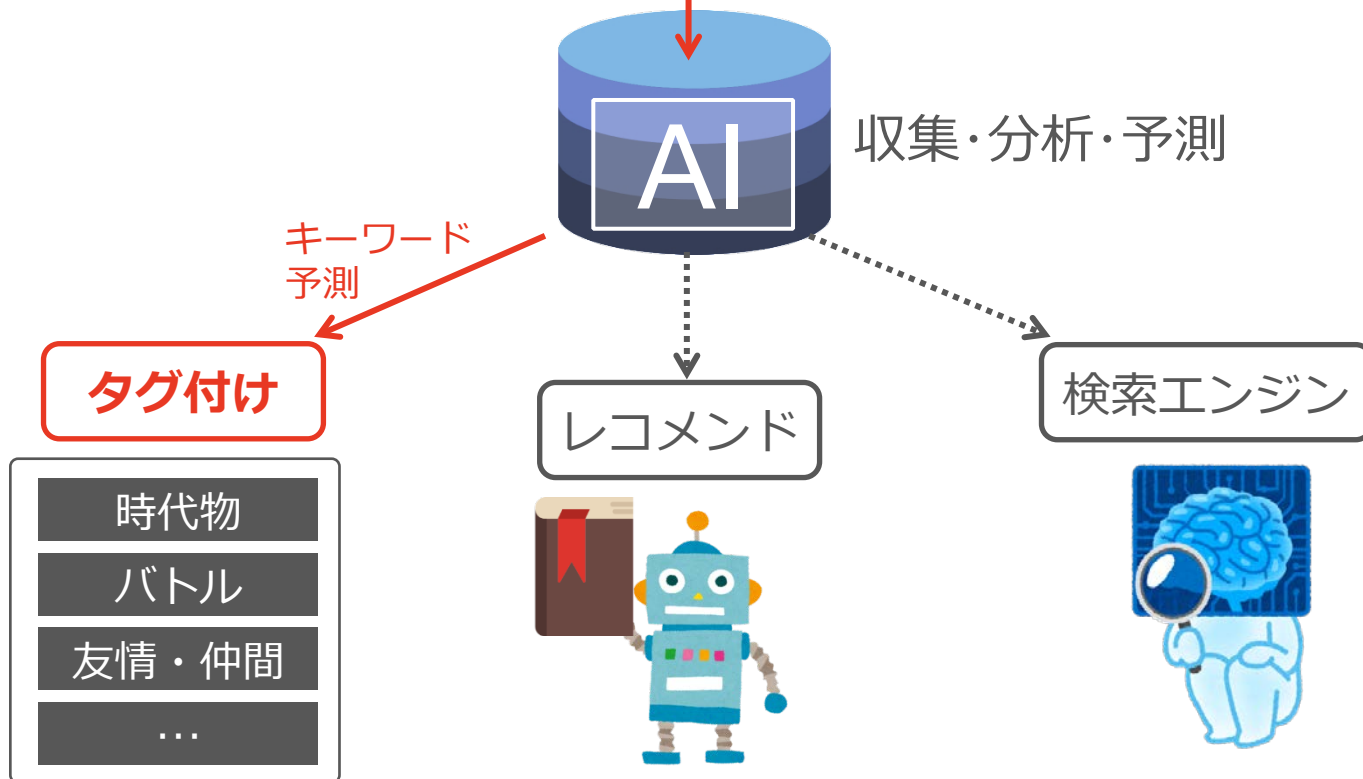 AI
収集・分析・予測
キーワード
予測
タグ付け
レコメンド
検索エンジン
時代物
バトル
友情・仲間
…